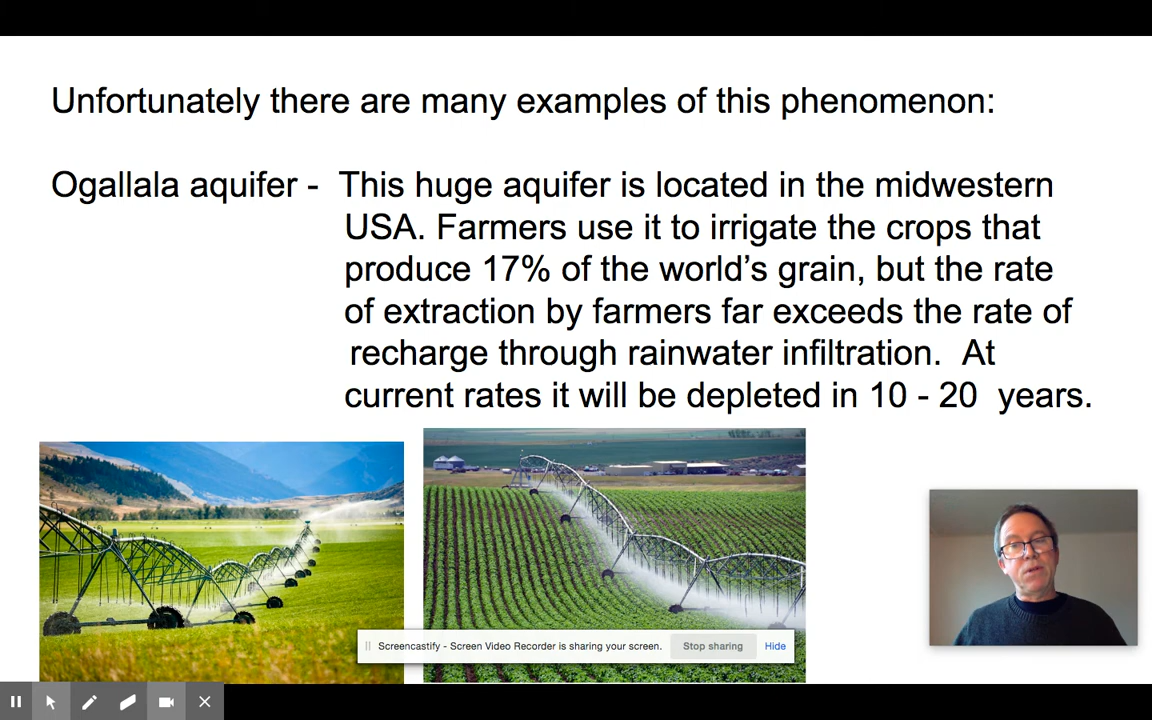 Unfortunately there are many examples of this phenomenon:
Ogallala aquifer - This huge aquifer is located in the midwestern
USA. Farmers use it to irrigate the crops that
produce 17% of the world's grain, but the rate
of extraction by farmers far exceeds the rate of
recharge through rainwater infiltration. At
current rates it will be depleted in 10 - 20 years.
Screencastify - Screen Video Recorder is sharing your screen. Stop sharing Hide